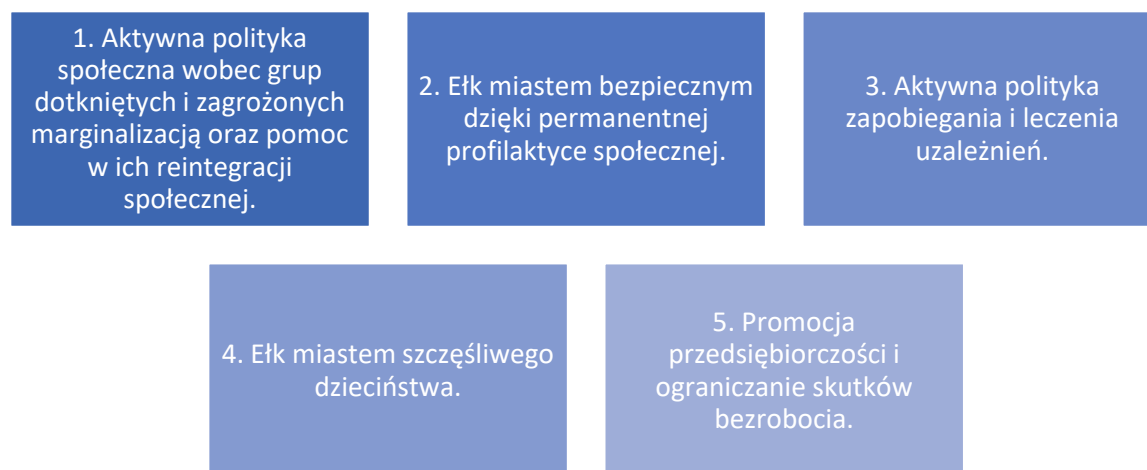 1. Aktywna polityka
społeczna wobec grup
dotkniętych i zagrożonych
marginalizacją oraz pomoc
w ich reintegracji
społecznej.
2. Ełk miastem bezpiecznym
dzięki permanentnej
profilaktyce społecznej.
3. Aktywna polityka
zapobiegania i leczenia
uzależnień.
4. Ełk miastem szczęśliwego
dzieciństwa.
5. Promocja
przedsiębiorczości i
ograniczanie skutków
bezrobocia.